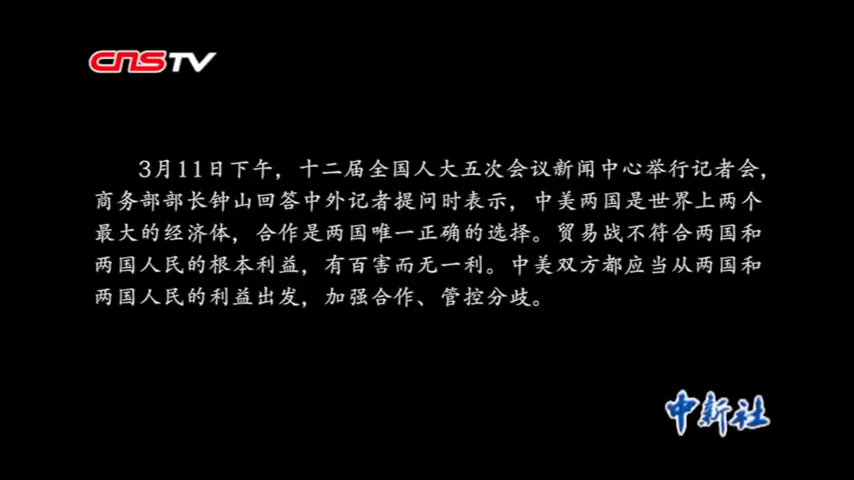 CNSTV
3月11日下午，十二届全国人大五次会议新闻中心举行记者会，
商务部部长钟山回答中外记者提问时表示，中美两国是世界上两个
最大的经济体，合作是两国唯一正确的选择。贸易战不符合两国和
两国人民的根本利益，有百害而无一利。中美双方都应当从两国和
两国人民的利益出发，加强合作、管控分歧。
中新社